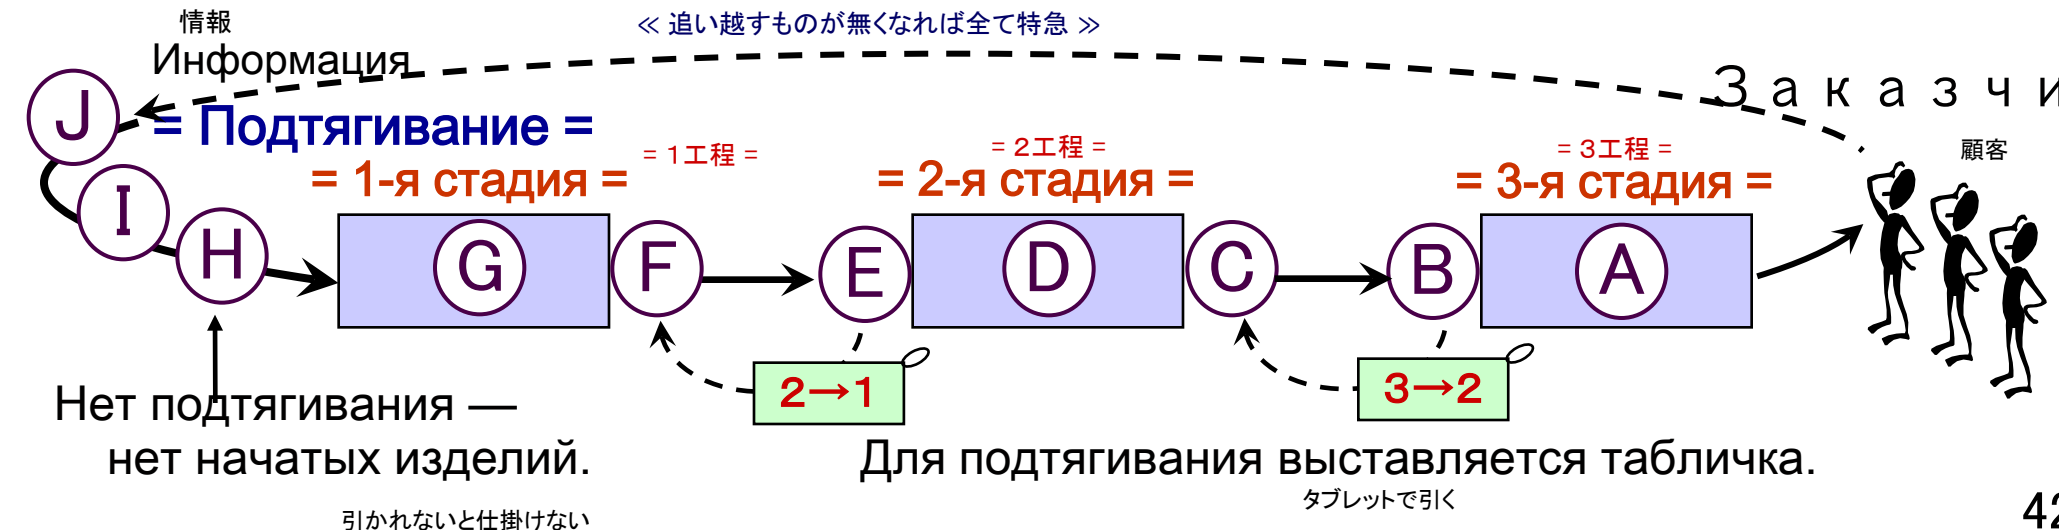 情報
≪ 追い越すものが無くなれば全て特急 ≫
Информация
Заказчи
J
= Подтягивание =
顧客
= 1工程 =
= 2工程 =
= 3工程 =
= 1-я стадия =
= 2-я стадия =
= 3-я стадия =
I
H
G
F
E
D
C
B
A
2→1
3→2
Нет подтягивания —
нет начатых изделий.
Для подтягивания выставляется табличка.
タブレットで引く
引かれないと仕掛けない
42